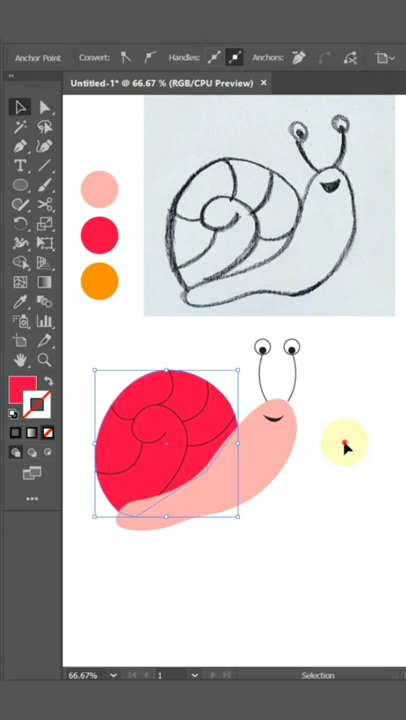 Anchor Point Convert: Handles: Anchors:
Untitled-1* @ 66.67 % (RGB/CPU Preview) ×
66.67% 1 Selection